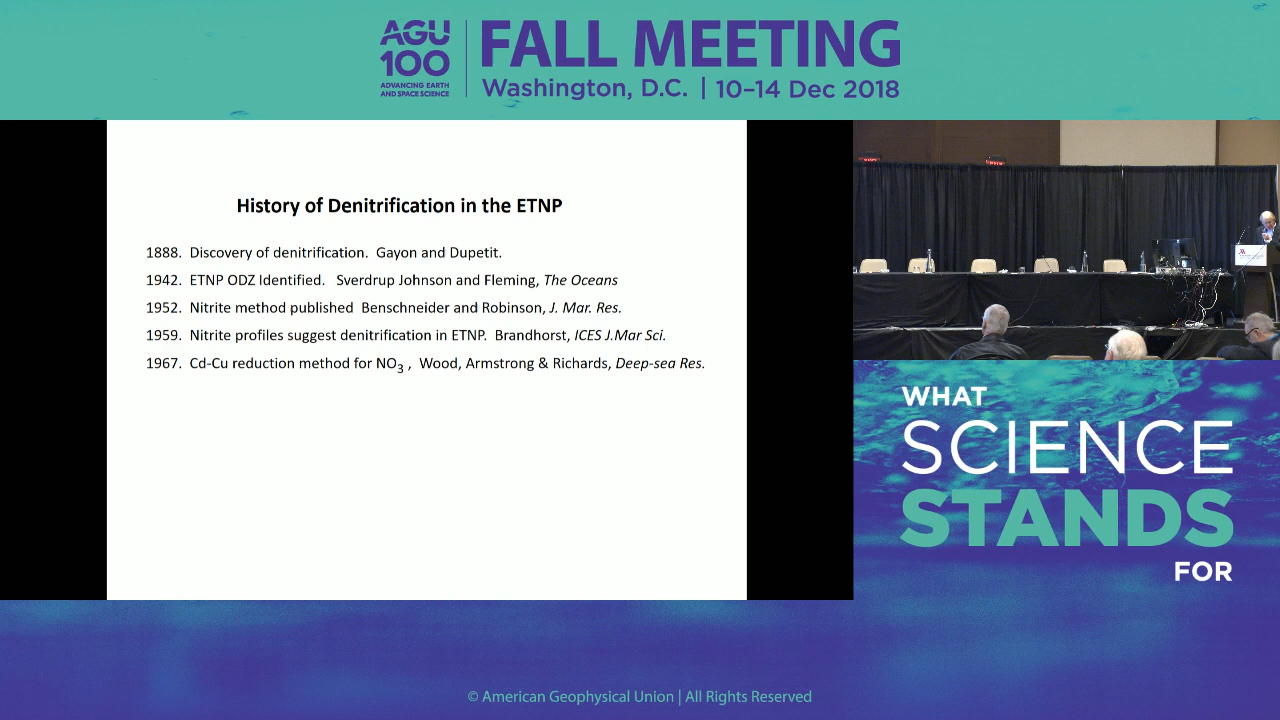 AGU
100
ADVANCING EARTH
AND SPACE SCIENCE
FALL MEETING
Washington, D.C. | 10–14 Dec 2018
History of Denitrification in the ETNP
1888. Discovery of denitrification. Gayon and Dupetit.
1942. ETNP ODZ Identified. Sverdrup Johnson and Fleming, The Oceans
1952. Nitrite method published Benschneider and Robinson, J. Mar. Res.
1959. Nitrite profiles suggest denitrification in ETNP. Brandhorst, ICES J.Mar Sci.
1967. Cd-Cu reduction method for NO3 , Wood, Armstrong & Richards, Deep-sea Res.
WHAT
SCIENCE
STANDS
FOR
© American Geophysical Union | All Rights Reserved